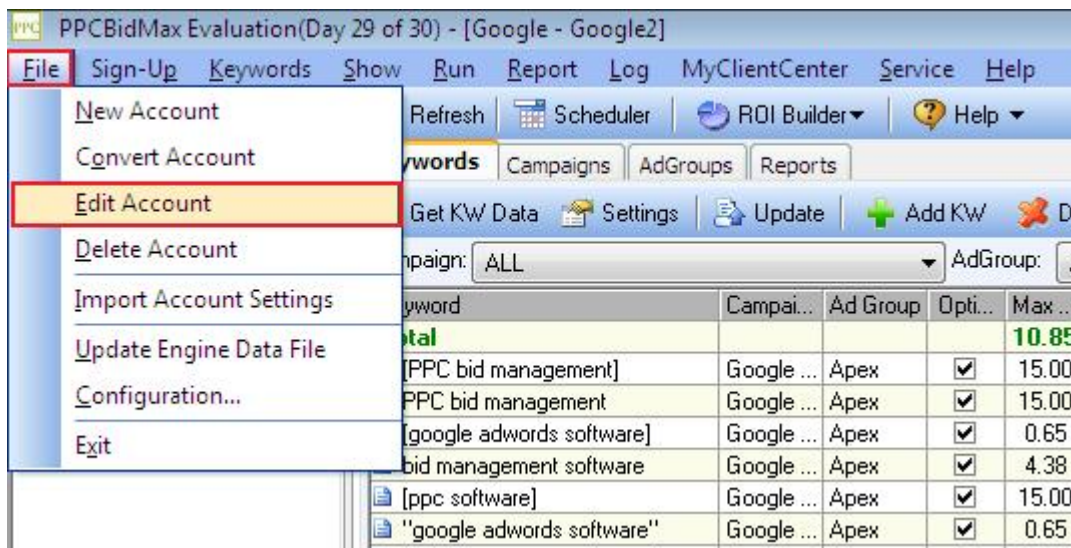 PPC PPCBidMax Evaluation(Day 29 of 30) - [Google - Google2]
File Sign-Up Keywords Show Run Report Log MyClientCenter Service Help
New Account
Convert Account
Edit Account
Delete Account
Import Account Settings
Update Engine Data File
Configuration...
Exit
Refresh Scheduler ROI Builder Help
ywords Campaigns AdGroups Reports
Get KW Data Settings Update Add KW D
npaign: ALL AdGroup:
yword Campai... Ad Group Opti... Max ...
otal 10.85
[PPC bid management] Google ... Apex 15.00
PPC bid management Google ... Apex 15.00
[google adwords software] Google ... Apex 0.65
bid management software Google ... Apex 4.38
[ppc software] Google ... Apex 15.00
"google adwords software" Google ... Apex 0.65